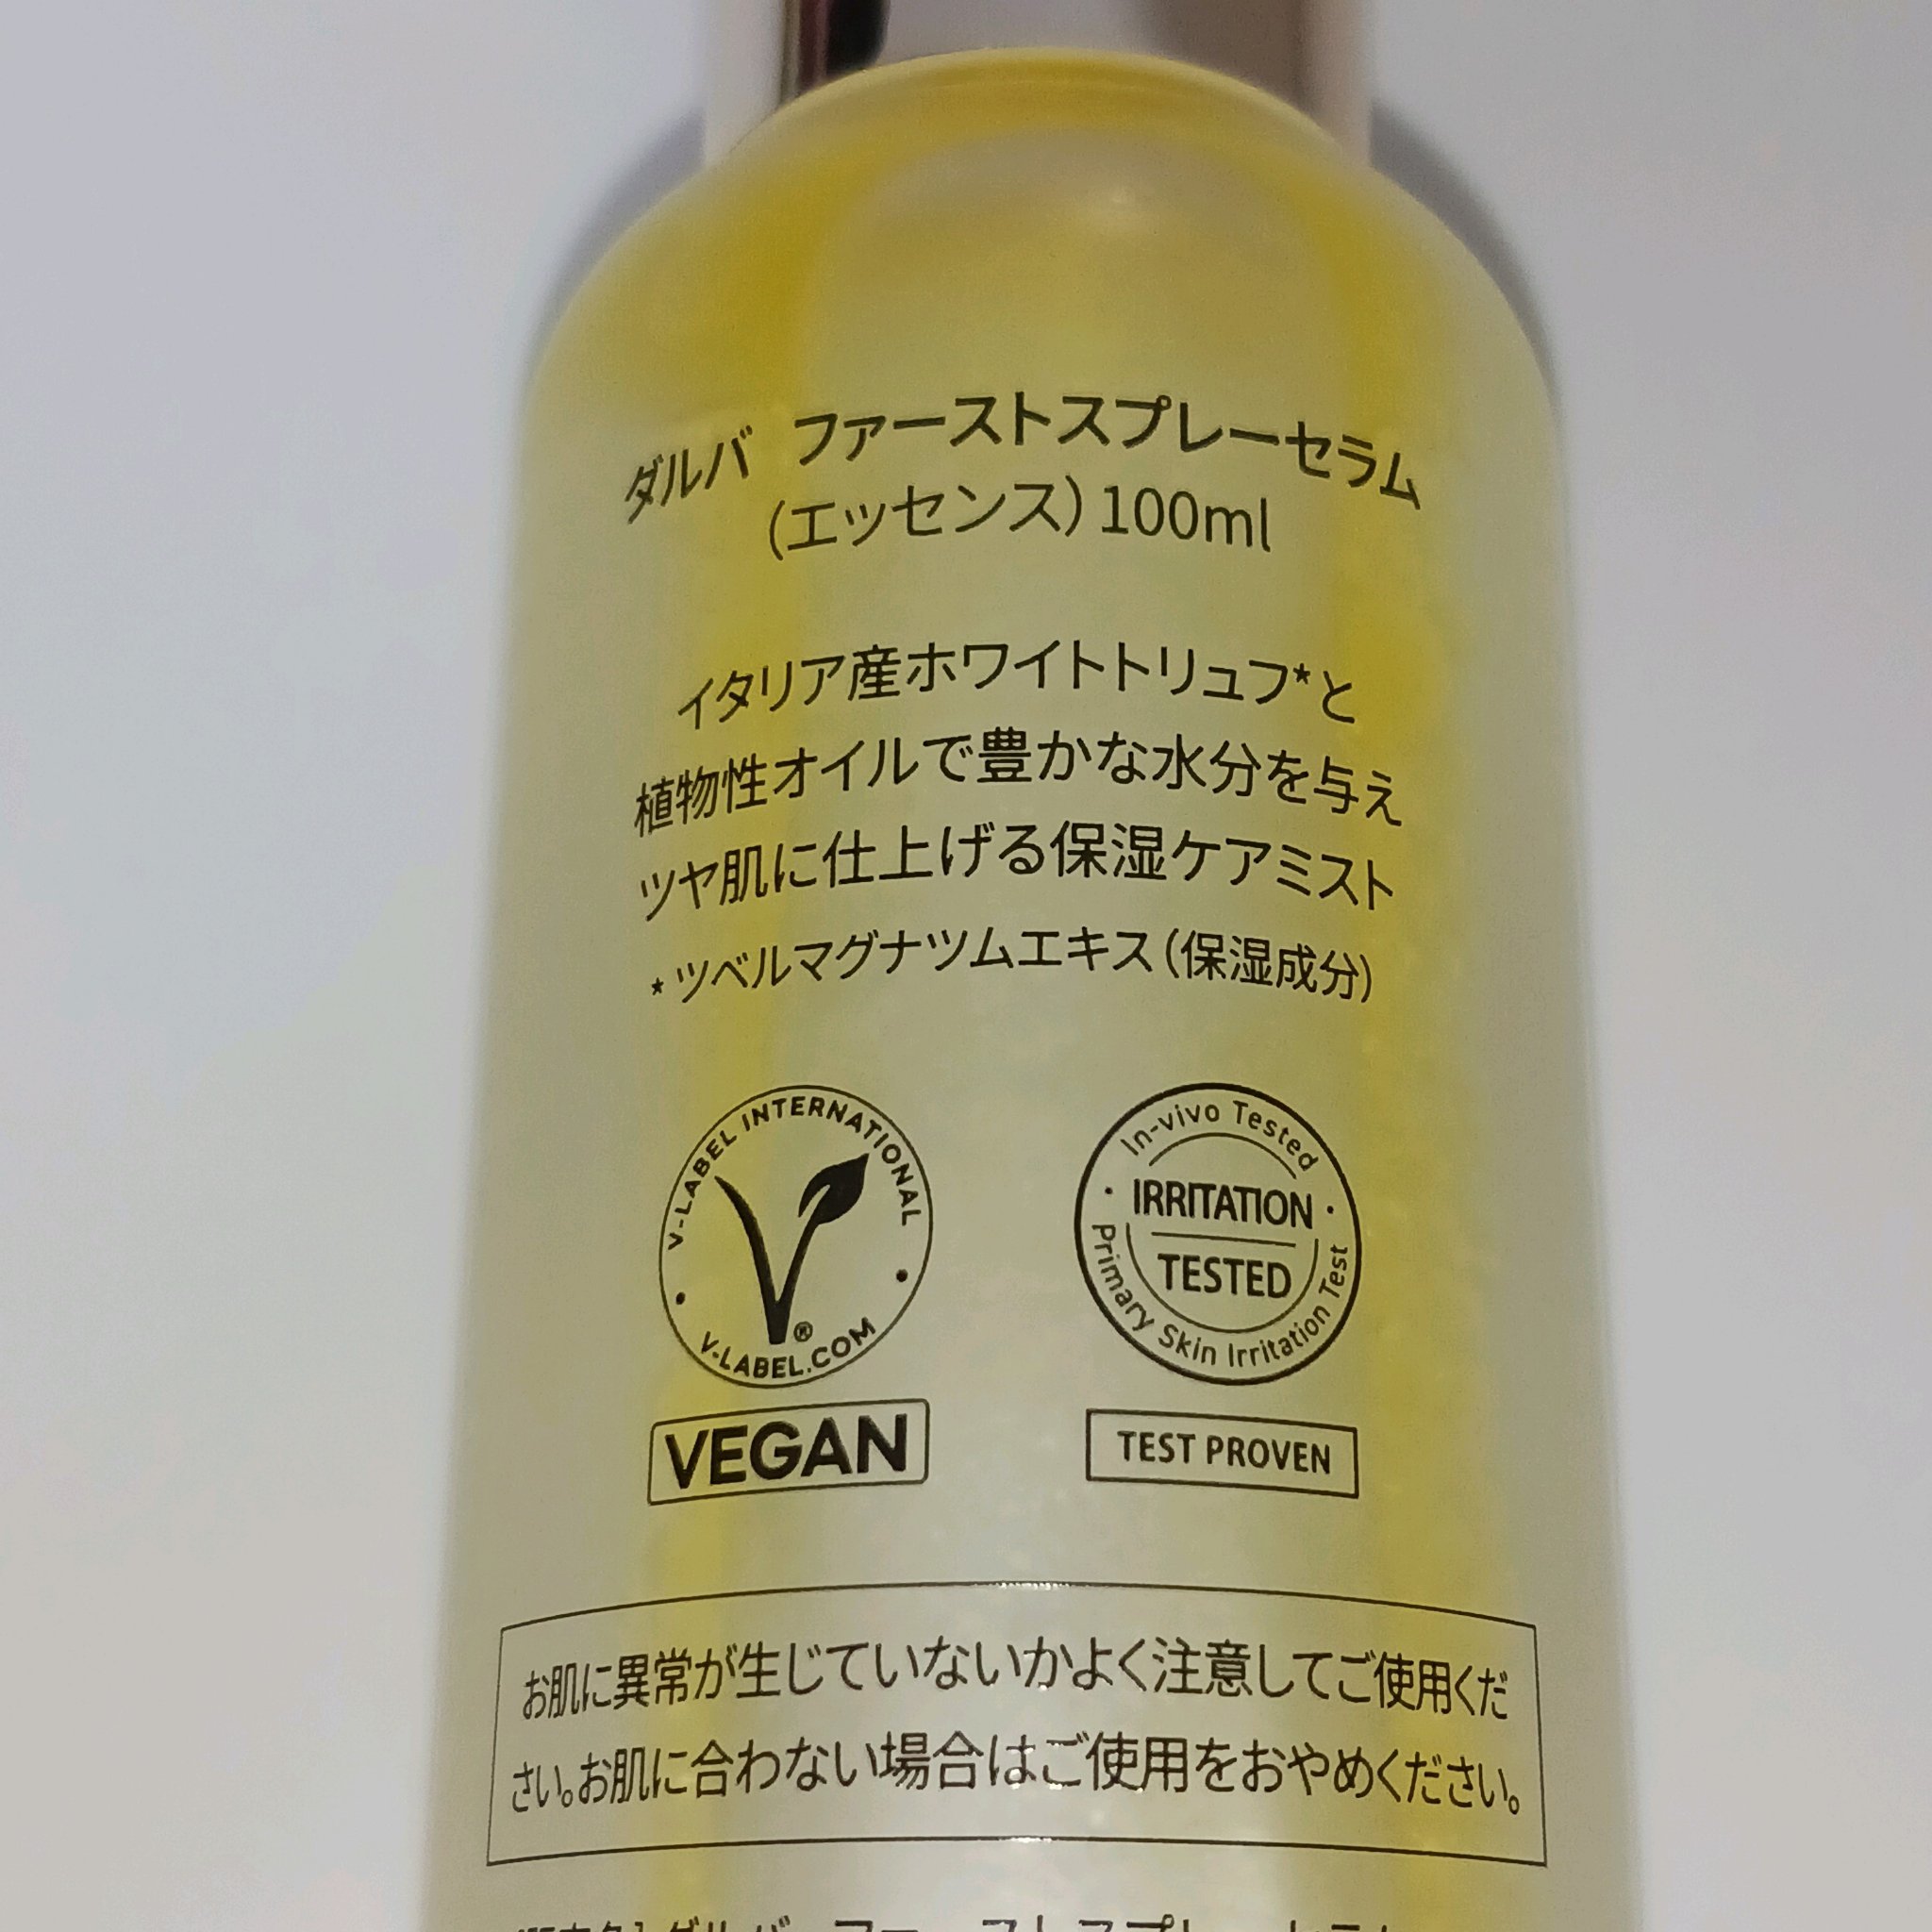 ダルバ ファーストスプレーセラム
(エッセンス) 100ml
イタリア産ホワイトトリュフ*と
植物性オイルで豊かな水分を与え
ツヤ肌に仕上げる保湿ケアミスト
*ツベルマグナツムエキス(保湿成分)
V-LABEL INTERNATIONAL
®
V-LABEL.COM
VEGAN
In-vivo Tested
IRRITATION
TESTED
Primary Skin Irritation Test
TEST PROVEN
お肌に異常が生じていないかよく注意してご使用くだ
さい。お肌に合わない場合はご使用をおやめください。